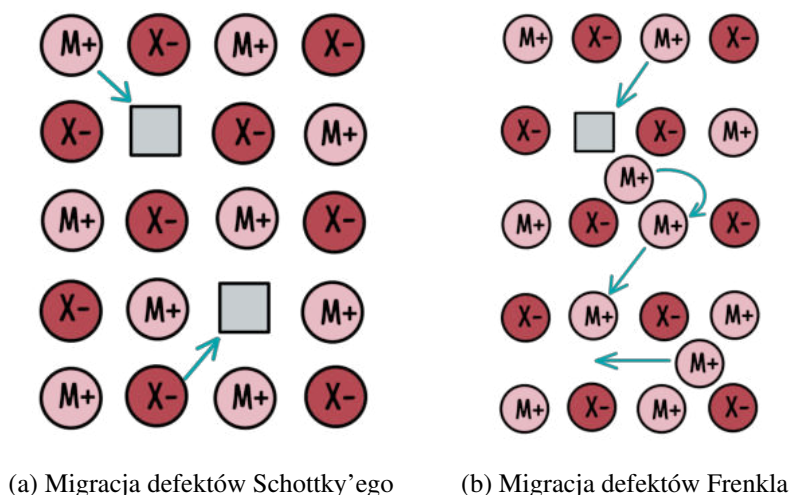 M+ X- M+ X-
X- X- M+
M+ X- M+ X-
X- M+ M+
M+ X- M+ X-
(a) Migracja defektów Schottky'ego
M+ X- M+ X-
X- X- M+
M+
M+ X- M+ X-
X- M+ X- M+
M+
M+ X- M+ X-
(b) Migracja defektów Frenkla